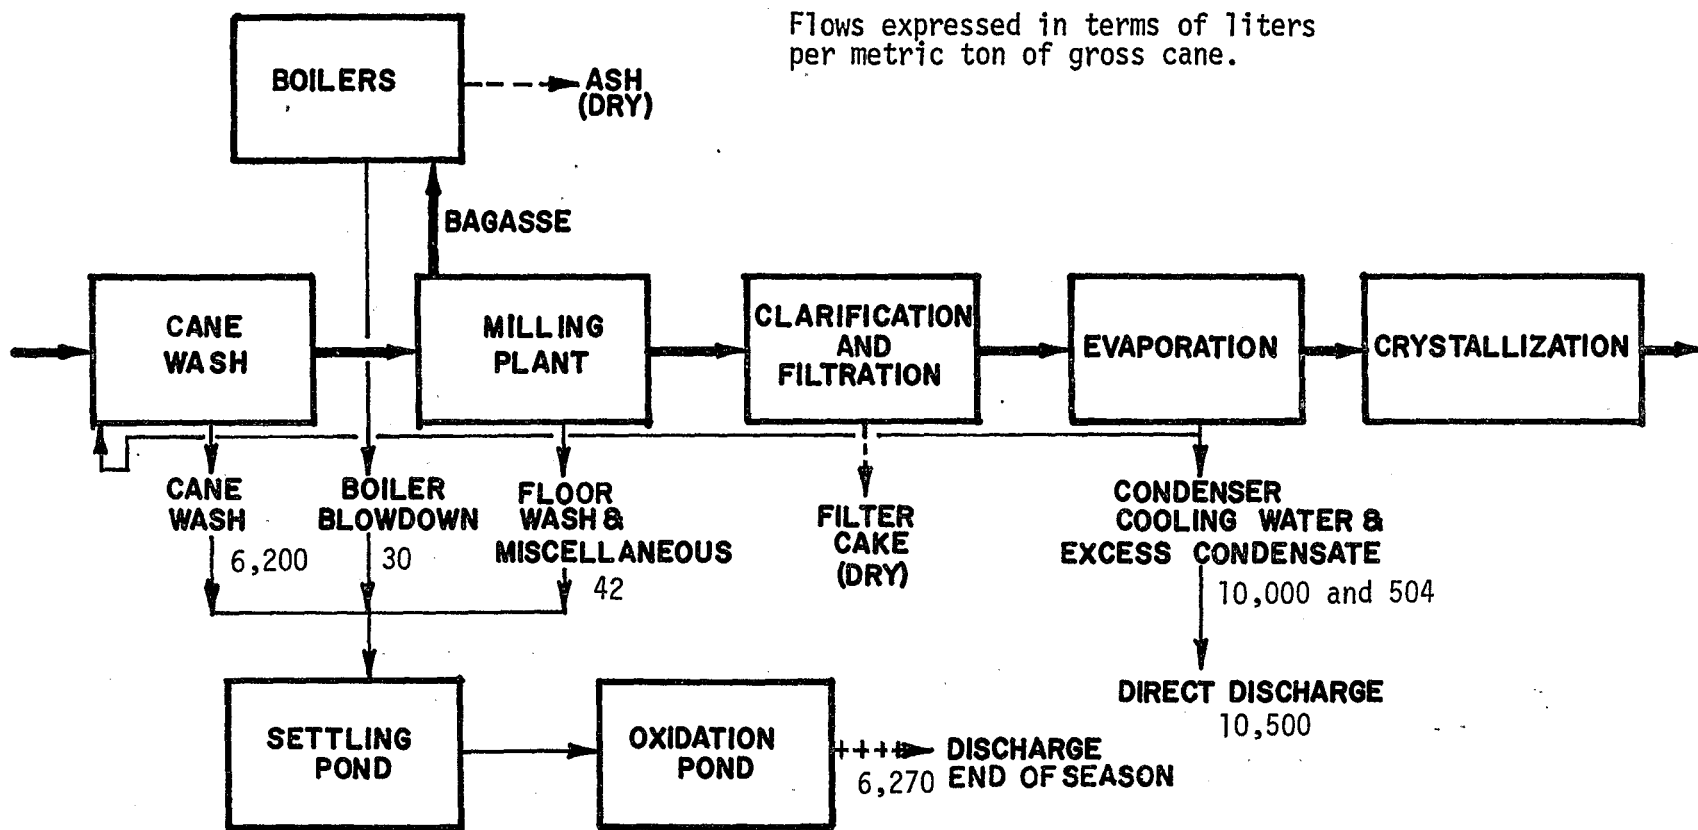 Flows expressed in terms of liters
per metric ton of gross cane.
BOILERS
ASH
(DRY)
BAGASSE
CANE
WASH
MILLING
PLANT
CLARIFICATION
AND
FILTRATION
EVAPORATION
CRYSTALLIZATION
CANE
WASH
6,200
BOILER
BLOWDOWN
30
FLOOR
WASH &
MISCELLANEOUS
42
FILTER
CAKE
(DRY)
CONDENSER
COOLING WATER &
EXCESS CONDENSATE
10,000 and 504
DIRECT DISCHARGE
10,500
SETTLING
POND
OXIDATION
POND
DISCHARGE
6,270 END OF SEASON